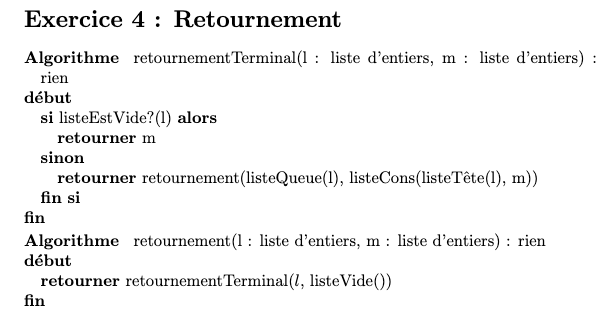 Exercice 4 : Retournement
Algorithme retournementTerminal(l : liste d'entiers, m : liste d'entiers) :
rien
début
si listeEstVide?(l) alors
retourner m
sinon
retourner retournement(listeQueue(l), listeCons(listeTête(l), m))
fin si
fin
Algorithme retournement(l : liste d'entiers, m : liste d'entiers) : rien
début
retourner retournementTerminal(l, listeVide())
fin